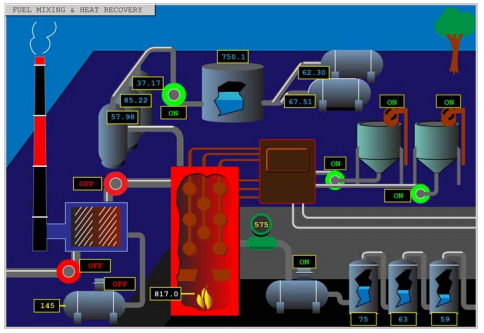 FUEL MIXING & HEAT RECOVERY
750.1
37.17
62.30
85.22
67.51
ON
ON
ON
57.98
ON
OFF
ON
575
OFF
ON
OFF
817.0
145
75
63
59